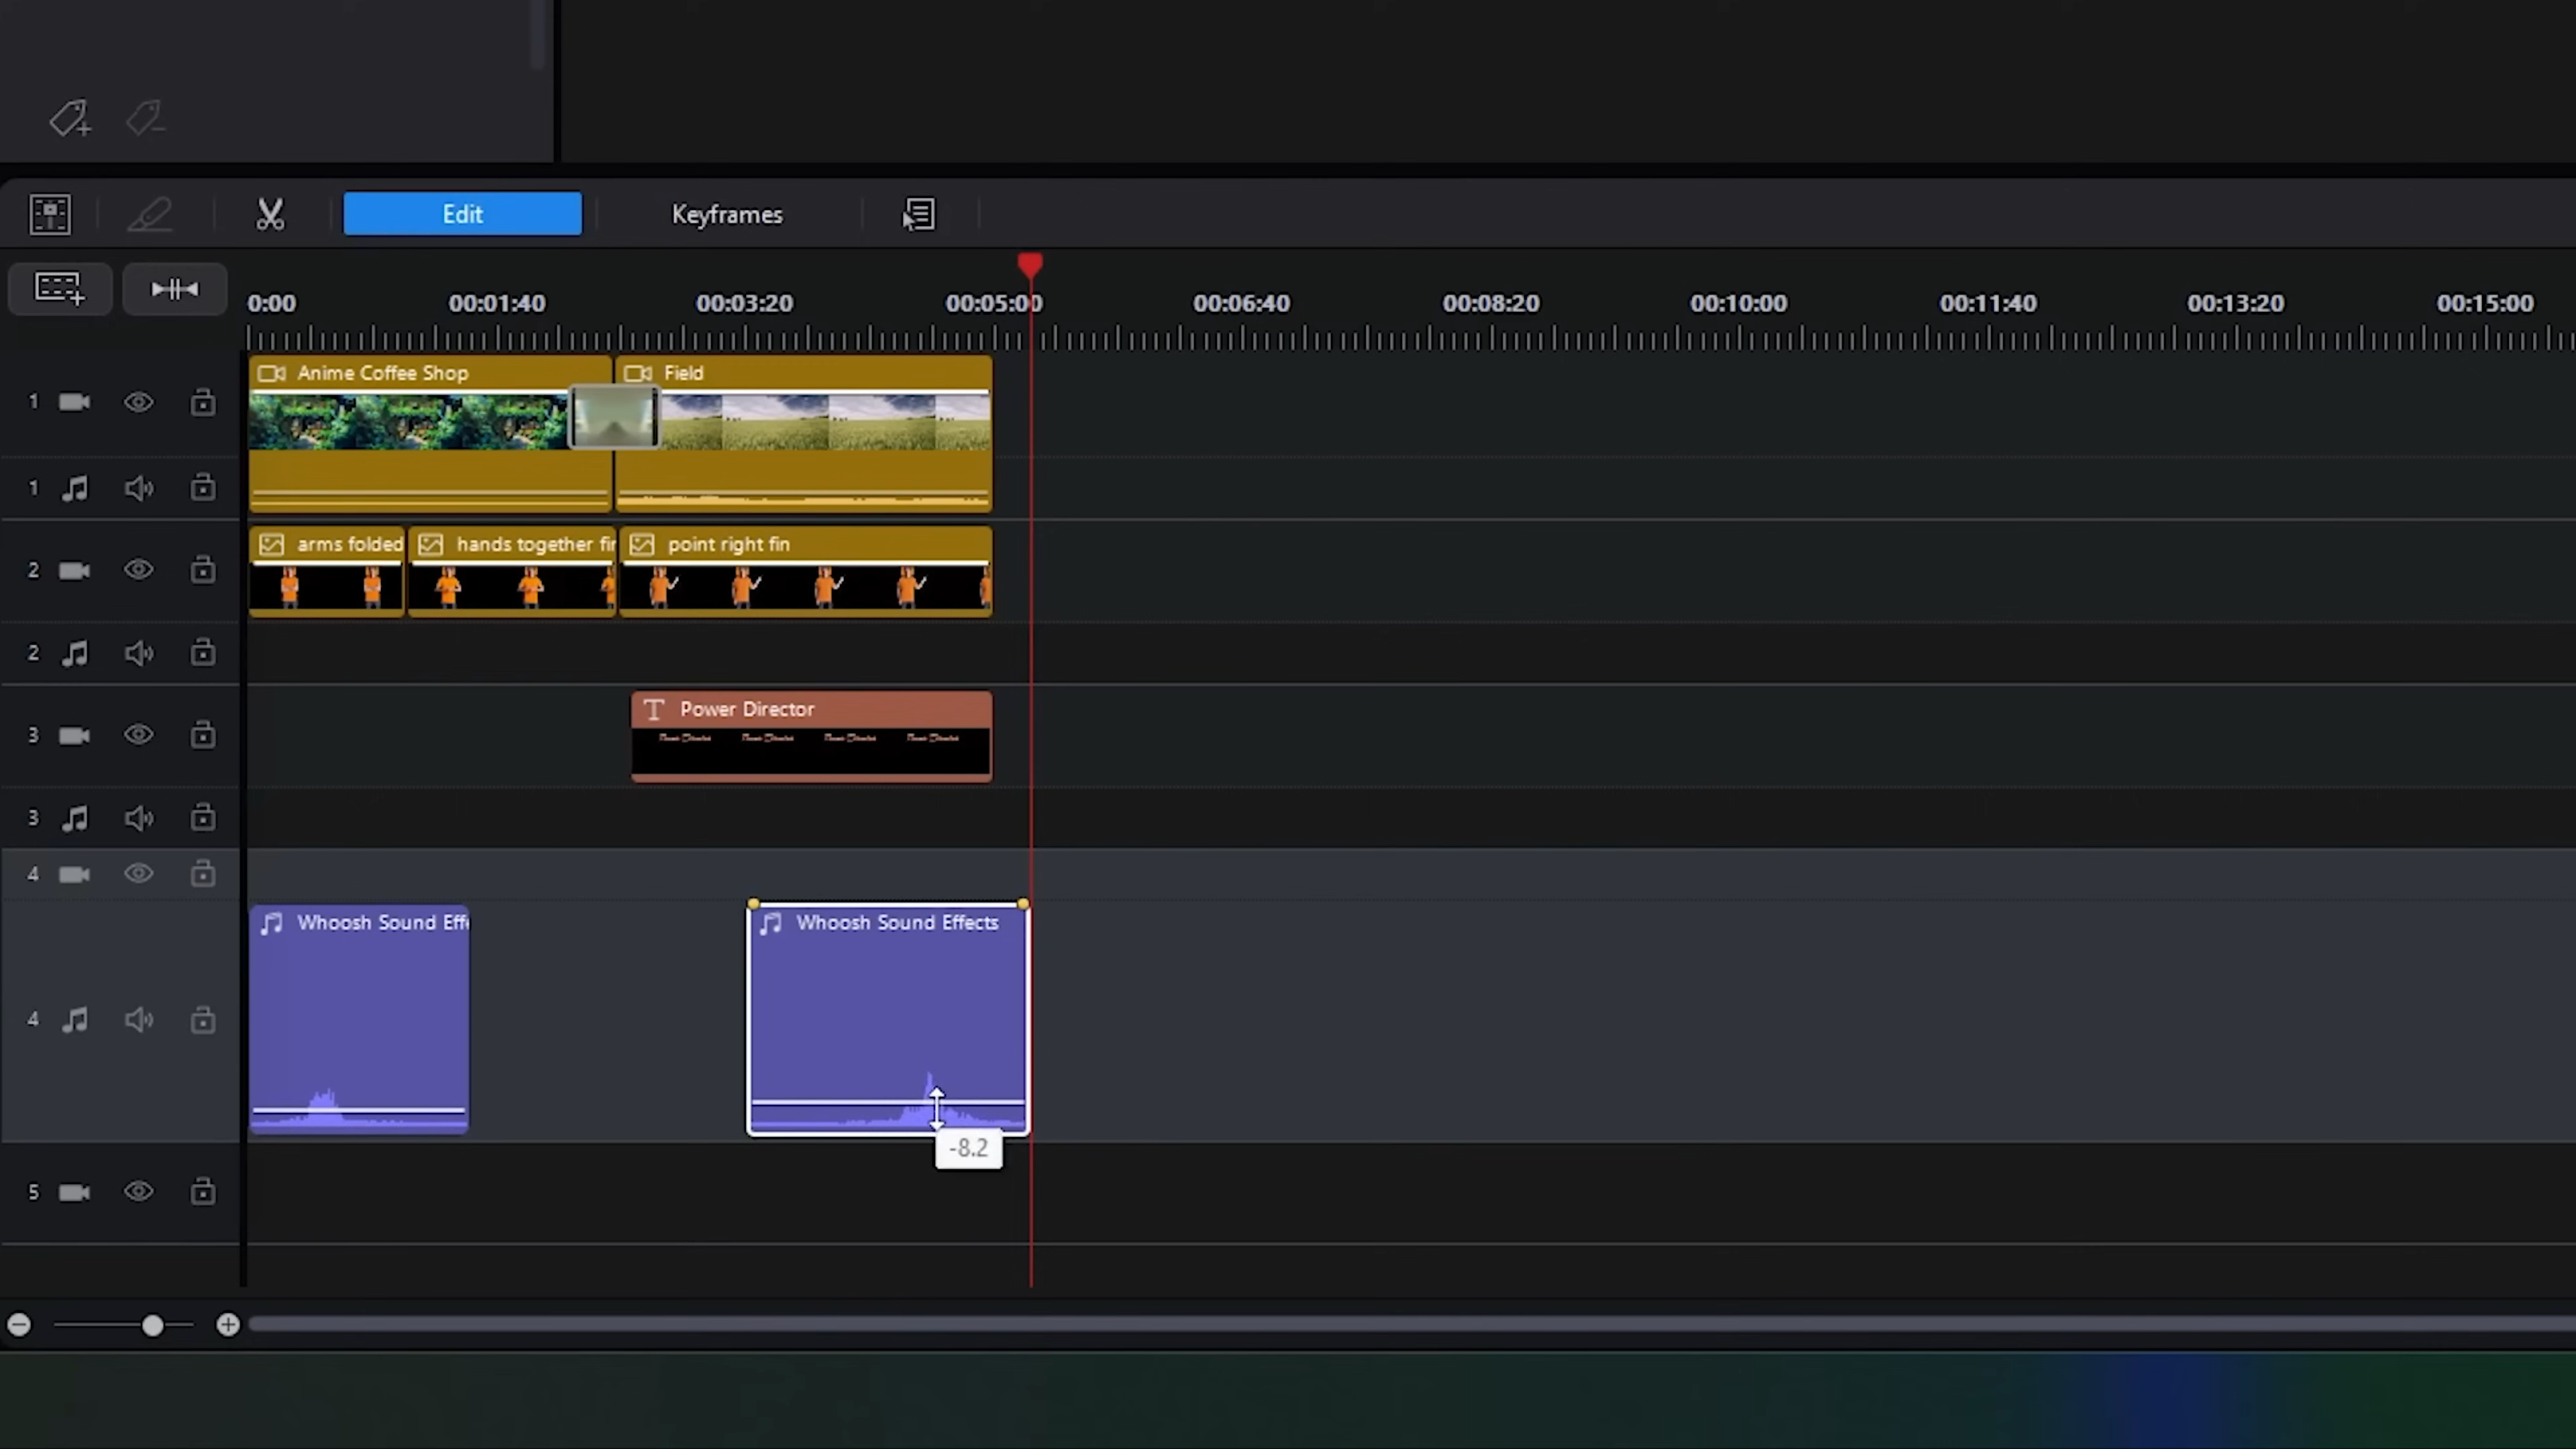 Edit Keyframes
0:00 00:01:40 00:03:20 00:05:00 00:06:40 00:08:20 00:10:00 00:11:40 00:13:20 00:15:00
1 Anime Coffee Shop Field
1
2 arms folded hands together fin point right fin
2
3 T Power Director
3
4
Whoosh Sound Effe Whoosh Sound Effects
4
-8.2
5